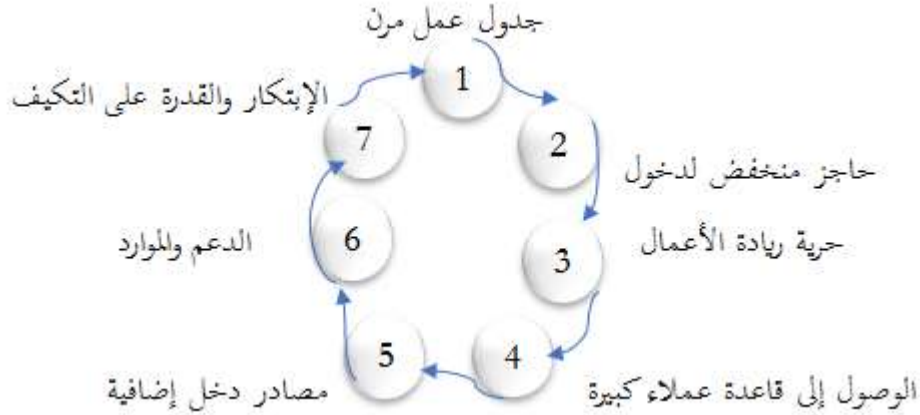 جدول عمل مرن
1
2
حاجز منخفض لدخول
3
حرية ريادة الأعمال
4
الوصول إلى قاعدة عملاء كبيرة
5
مصادر دخل إضافية
6
الدعم والموارد
7
الإبتكار والقدرة على التكيف